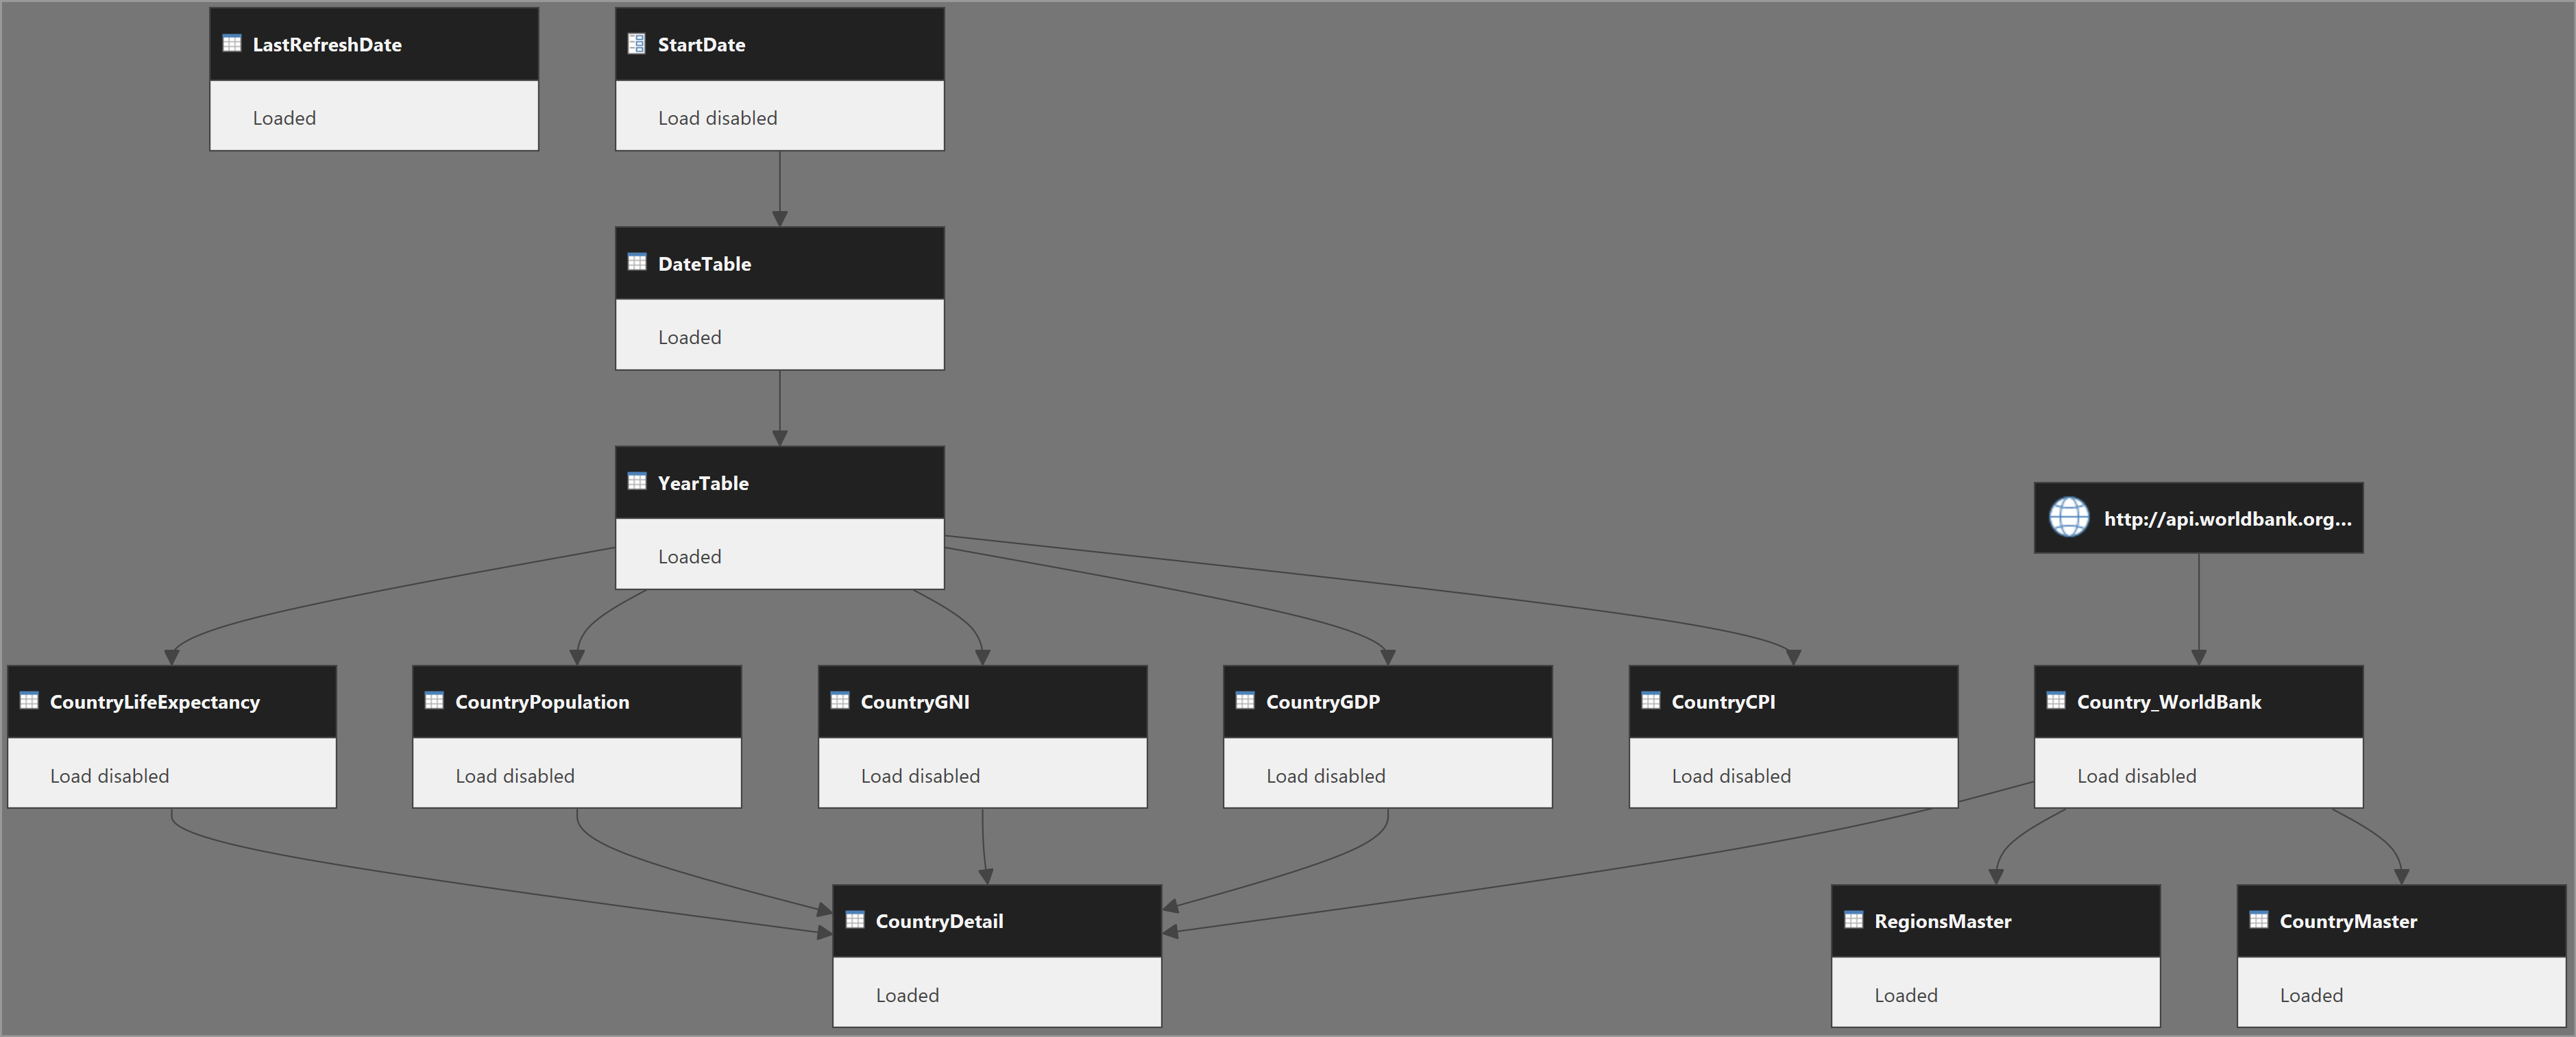 LastRefreshDate
Loaded
StartDate
Load disabled
DateTable
Loaded
YearTable
Loaded
http://api.worldbank.org...
CountryLifeExpectancy
Load disabled
CountryPopulation
Load disabled
CountryGNI
Load disabled
CountryGDP
Load disabled
CountryCPI
Load disabled
Country_WorldBank
Load disabled
CountryDetail
Loaded
RegionsMaster
Loaded
CountryMaster
Loaded